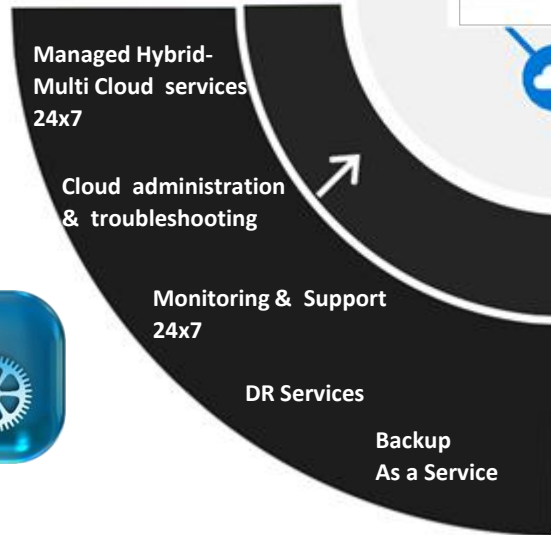 Managed Hybrid-
Multi Cloud services
24x7
Cloud administration
& troubleshooting
Monitoring & Support
24x7
DR Services
Backup
As a Service